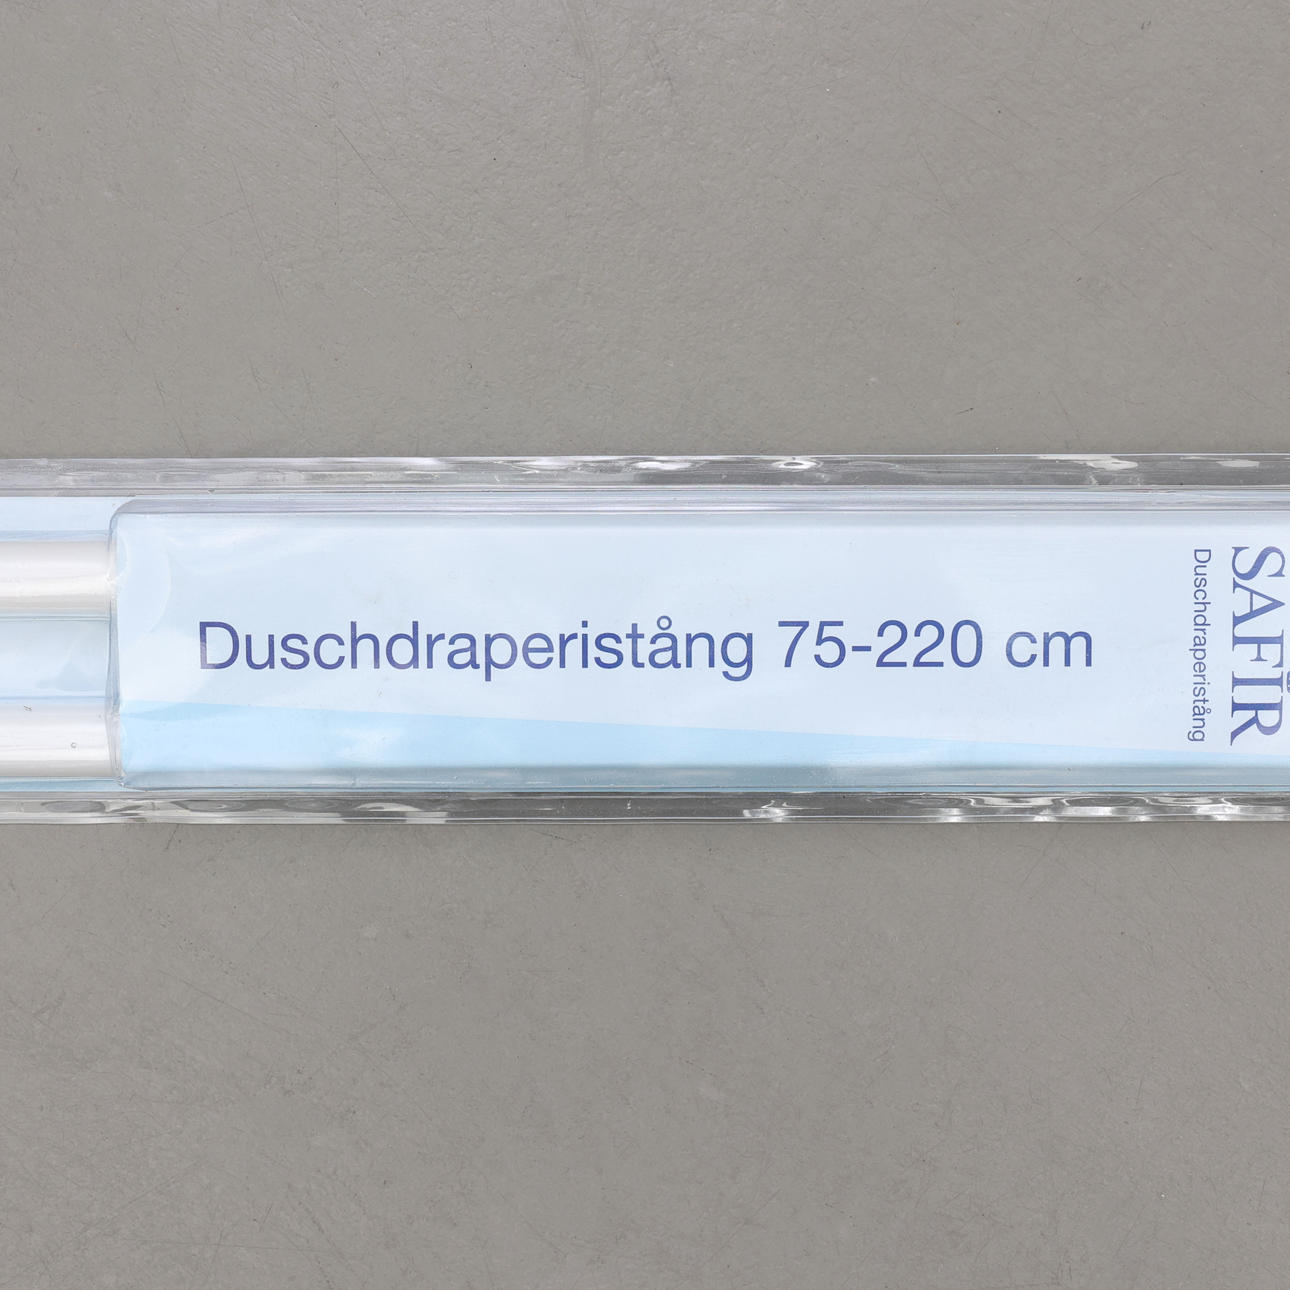 Duschdraperistång 75-220 cm
SAFIR
Duschdraperistång